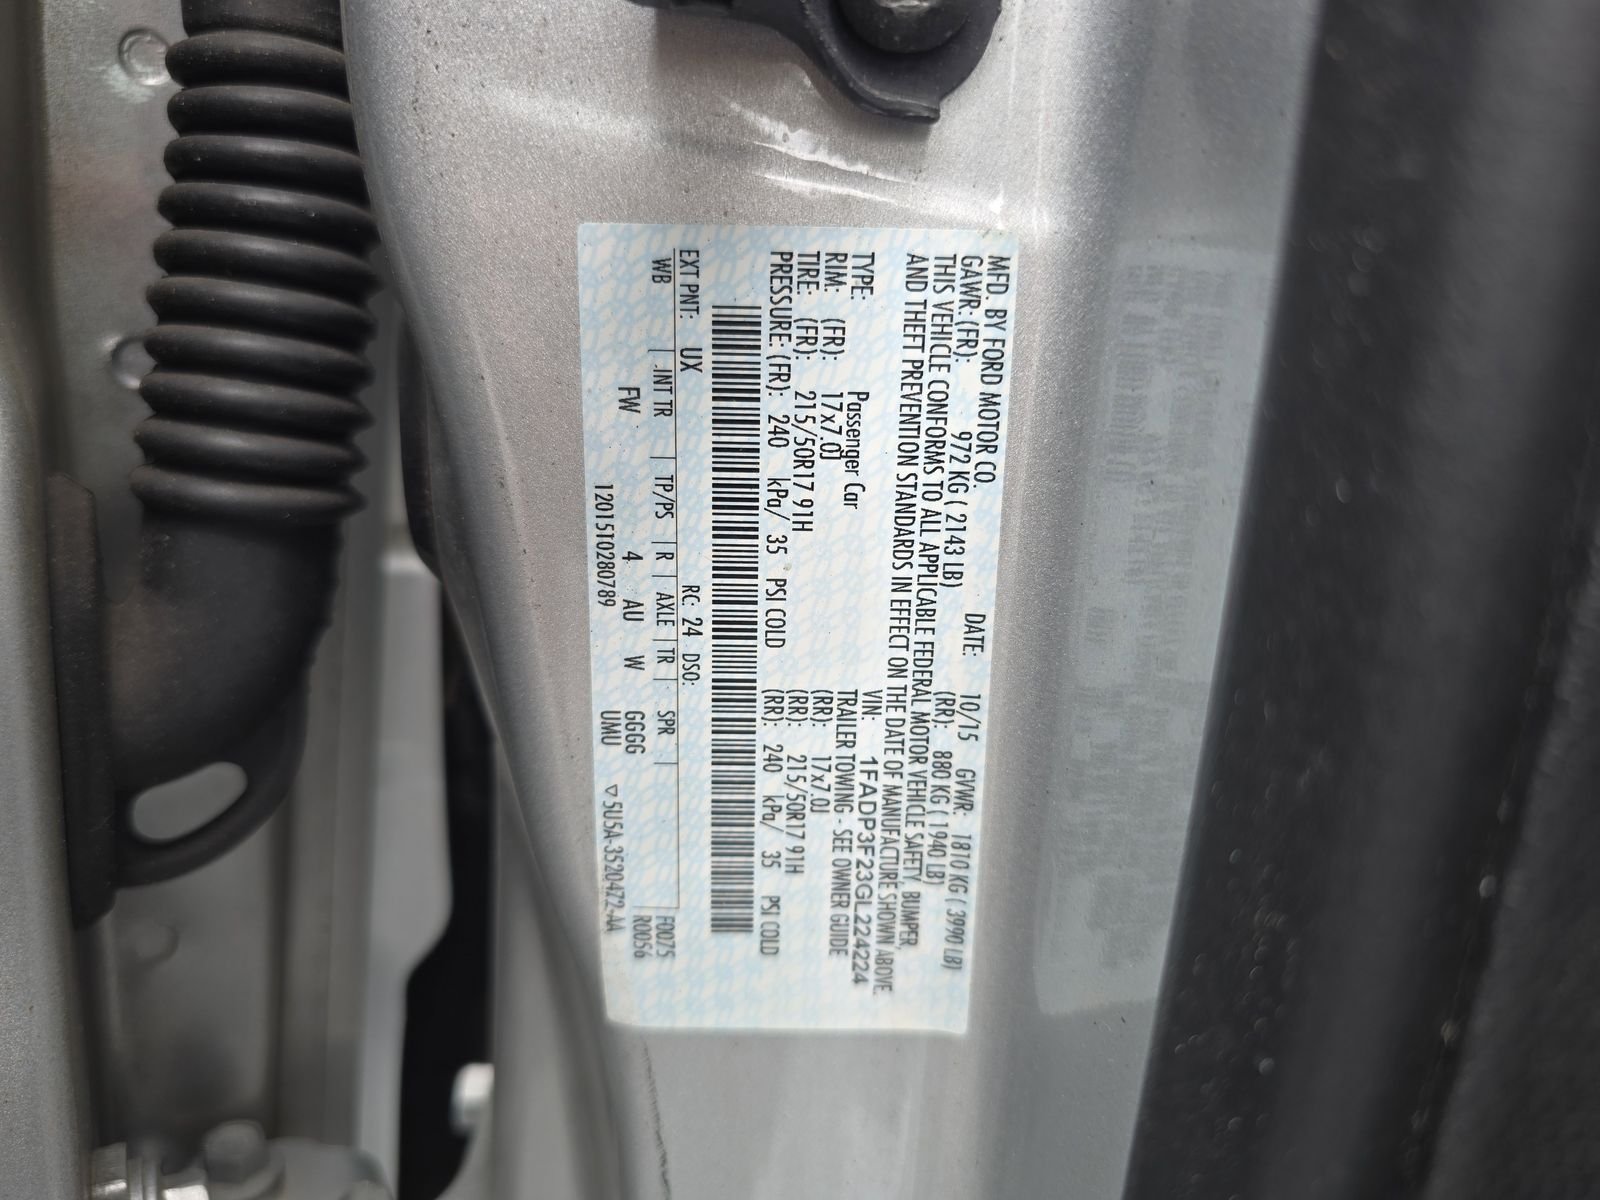 MFD. BY FORD MOTOR CO.
DATE: 10/15 GVWR: 1810 KG ( 3990 LB)
GAWR: (FR): 972 KG ( 2143 LB) (RR): 880 KG ( 1940 LB)
THIS VEHICLE CONFORMS TO ALL APPLICABLE FEDERAL MOTOR VEHICLE SAFETY, BUMPER,
AND THEFT PREVENTION STANDARDS IN EFFECT ON THE DATE OF MANUFACTURE SHOWN ABOVE.
VIN: 1FADP3F23GL224224
TYPE: Passenger Car TRAILER TOWING - SEE OWNER GUIDE
RIM: (FR): 17x7.0J (RR): 17x7.0J
TIRE: (FR): 215/50R17 91H (RR): 215/50R17 91H
PRESSURE: (FR): 240 kPa/ 35 PSI COLD (RR): 240 kPa/ 35 PSI COLD
EXT PNT: UX RC: 24 DSO: F0075
WB | INT TR | TP/PS | R | AXLE | TR | SPR | R0056
FW 4 AU W GGGG
UMU ▽5U5A-3520472-AA
1201510280789